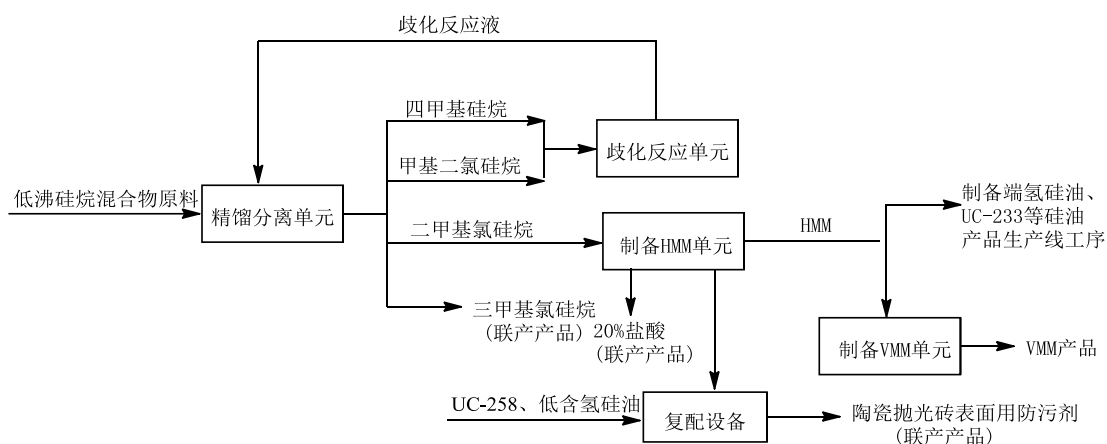 歧化反应液
四甲基硅烷
甲基二氯硅烷
歧化反应单元
低沸硅烷混合物原料
精馏分离单元
二甲基氯硅烷
制备HMM单元
HMM
制备端氢硅油、
UC-233等硅油
产品生产线工序
三甲基氯硅烷
(联产产品)
20%盐酸
(联产产品)
制备VMM单元
VMM产品
UC-258、低含氢硅油
复配设备
陶瓷抛光砖表面用防污剂
(联产产品)